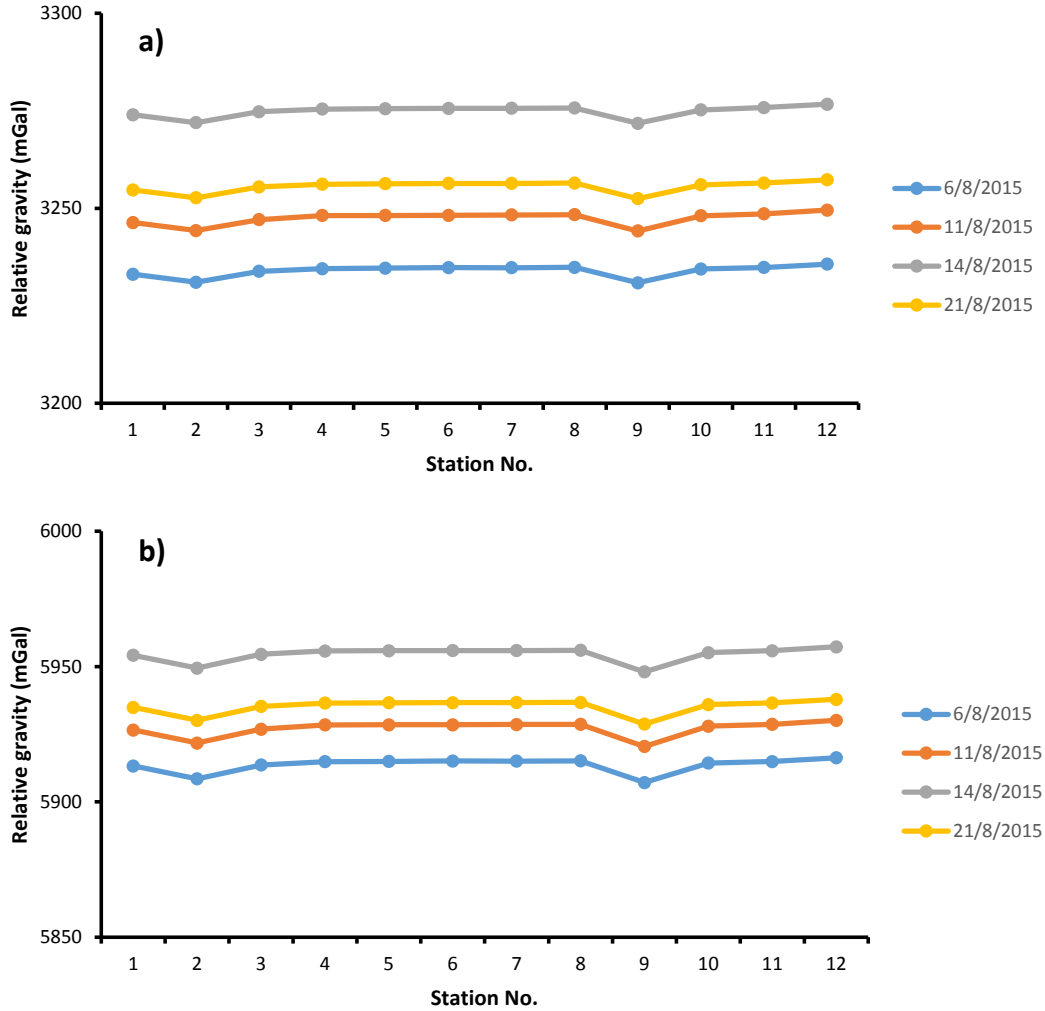 a)
3300
3250
3200
Relative gravity (mGal)
1 2 3 4 5 6 7 8 9 10 11 12
Station No.
6/8/2015
11/8/2015
14/8/2015
21/8/2015
b)
6000
5950
5900
5850
Relative gravity (mGal)
1 2 3 4 5 6 7 8 9 10 11 12
Station No.
6/8/2015
11/8/2015
14/8/2015
21/8/2015